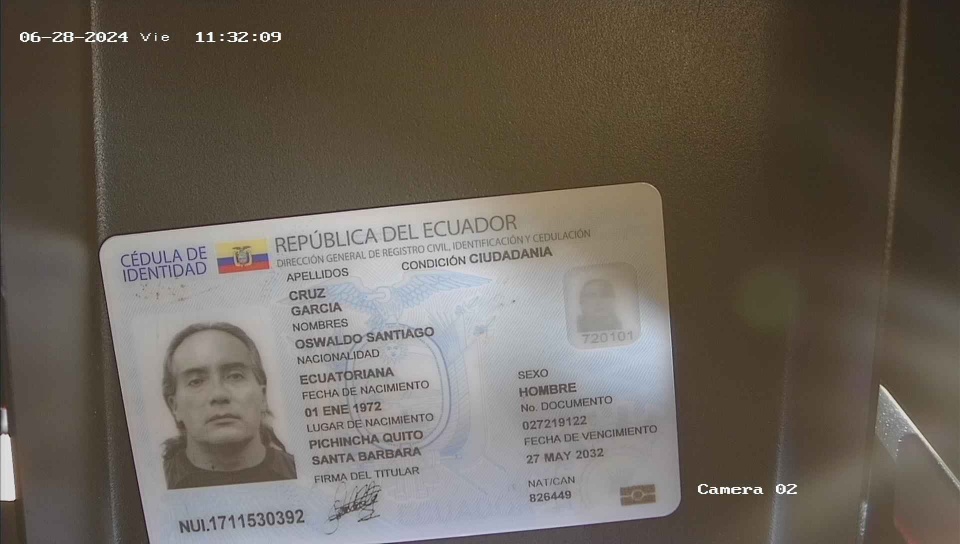 06-28-2024 Vie 11:32:09
CÉDULA DE
IDENTIDAD
REPÚBLICA DEL ECUADOR
DIRECCIÓN GENERAL DE REGISTRO CIVIL, IDENTIFICACIÓN Y CEDULACIÓN
APELLIDOS
CONDICIÓN CIUDADANIA
CRUZ
GARCIA
NOMBRES
OSWALDO SANTIAGO
NACIONALIDAD
ECUATORIANA
FECHA DE NACIMIENTO
01 ENE 1972
LUGAR DE NACIMIENTO
PICHINCHA QUITO
SANTA BARBARA
FIRMA DEL TITULAR
720101
SEXO
HOMBRE
No. DOCUMENTO
027219122
FECHA DE VENCIMIENTO
27 MAY 2032
NAT/CAN
826449
NUI.1711530392
Camera 02